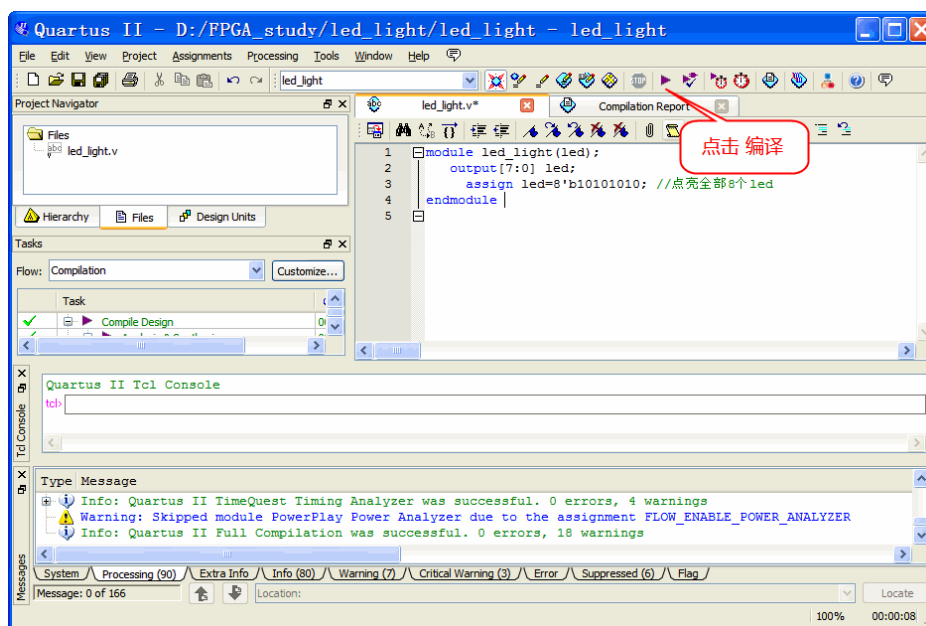 Quartus II - D:/FPGA_study/led_light/led_light - led_light
File Edit View Project Assignments Processing Tools Window Help
led_light
Project Navigator
led_light.v*
Compilation Report
点击 编译
Files
led_light.v
1 module led_light(led);
2 output[7:0] led;
3 assign led=8'b10101010; //点亮全部8个led
4 endmodule
5
Hierarchy Files Design Units
Tasks
Flow: Compilation Customize...
Task
Compile Design
Quartus II Tcl Console
tcl>
Tcl Console
Type Message
Info: Quartus II TimeQuest Timing Analyzer was successful. 0 errors, 4 warnings
Warning: Skipped module PowerPlay Power Analyzer due to the assignment FLOW_ENABLE_POWER_ANALYZER
Info: Quartus II Full Compilation was successful. 0 errors, 18 warnings
System Processing (90) Extra Info Info (80) Warning (7) Critical Warning (3) Error Suppressed (6) Flag
Messages
Message: 0 of 166 Location: Locate
100% 00:00:08